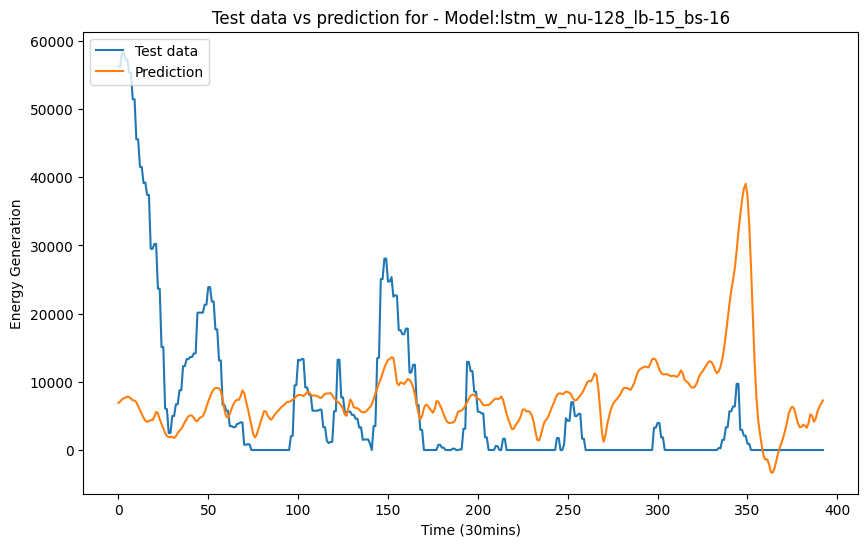 Test data vs prediction for - Model:lstm_w_nu-128_lb-15_bs-16
Test data
Prediction
Energy Generation
60000
50000
40000
30000
20000
10000
0
0 50 100 150 200 250 300 350 400
Time (30mins)